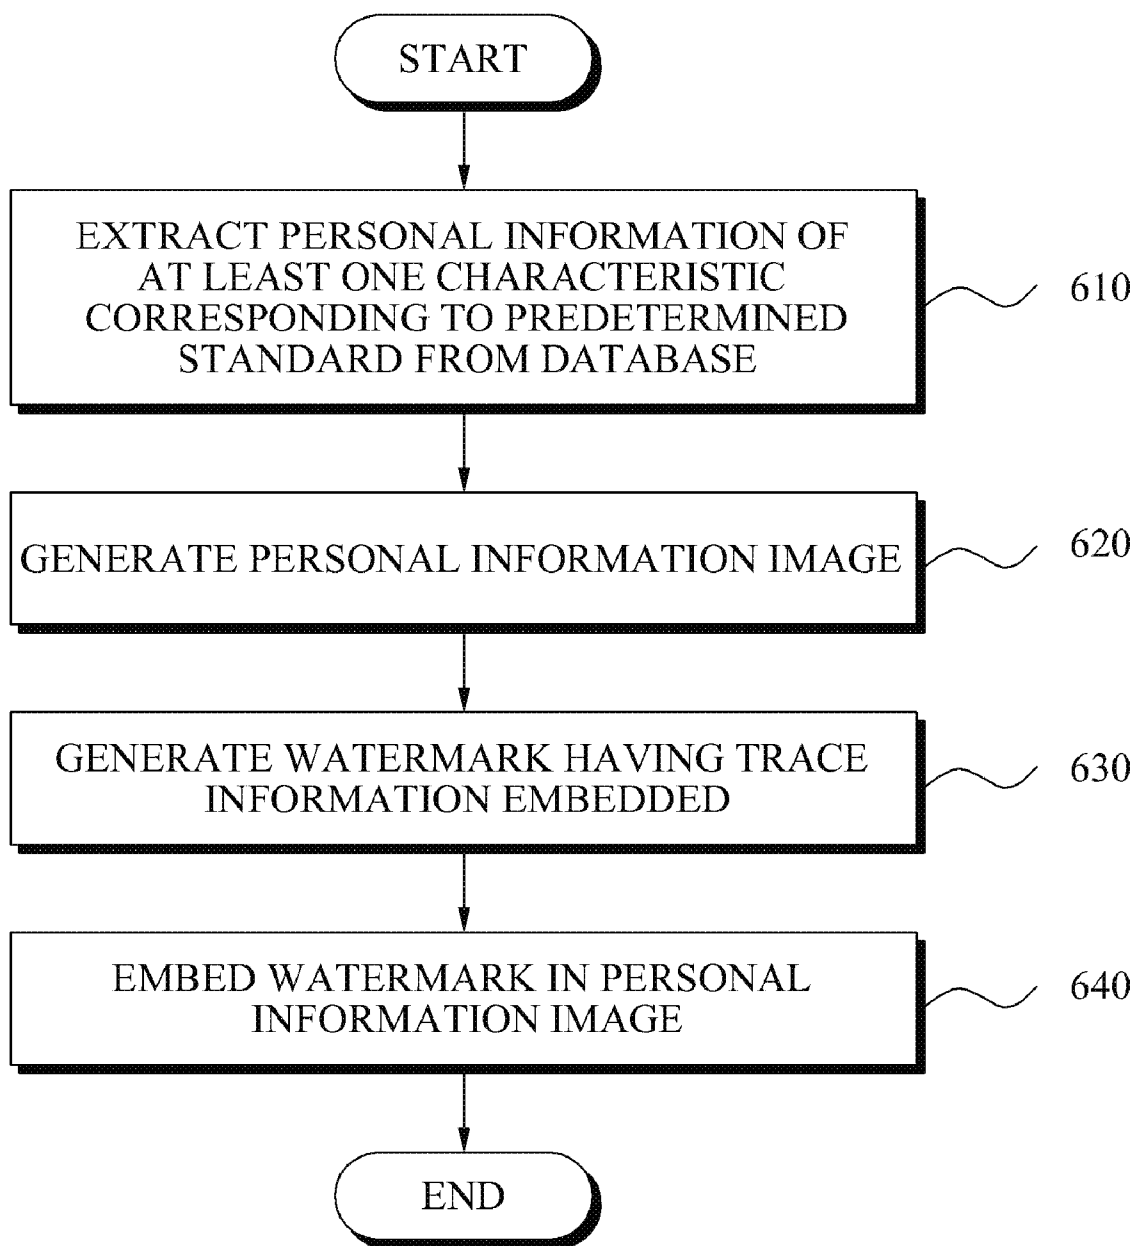 START
EXTRACT PERSONAL INFORMATION OF
AT LEAST ONE CHARACTERISTIC
CORRESPONDING TO PREDETERMINED
STANDARD FROM DATABASE
610
GENERATE PERSONAL INFORMATION IMAGE
620
GENERATE WATERMARK HAVING TRACE
INFORMATION EMBEDDED
630
EMBED WATERMARK IN PERSONAL
INFORMATION IMAGE
640
END